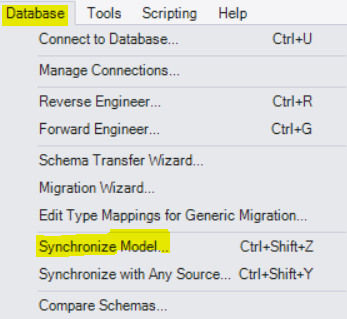 Database Tools Scripting Help
Connect to Database... Ctrl+U
Manage Connections...
Reverse Engineer... Ctrl+R
Forward Engineer... Ctrl+G
Schema Transfer Wizard...
Migration Wizard...
Edit Type Mappings for Generic Migration...
Synchronize Model... Ctrl+Shift+Z
Synchronize with Any Source... Ctrl+Shift+Y
Compare Schemas...